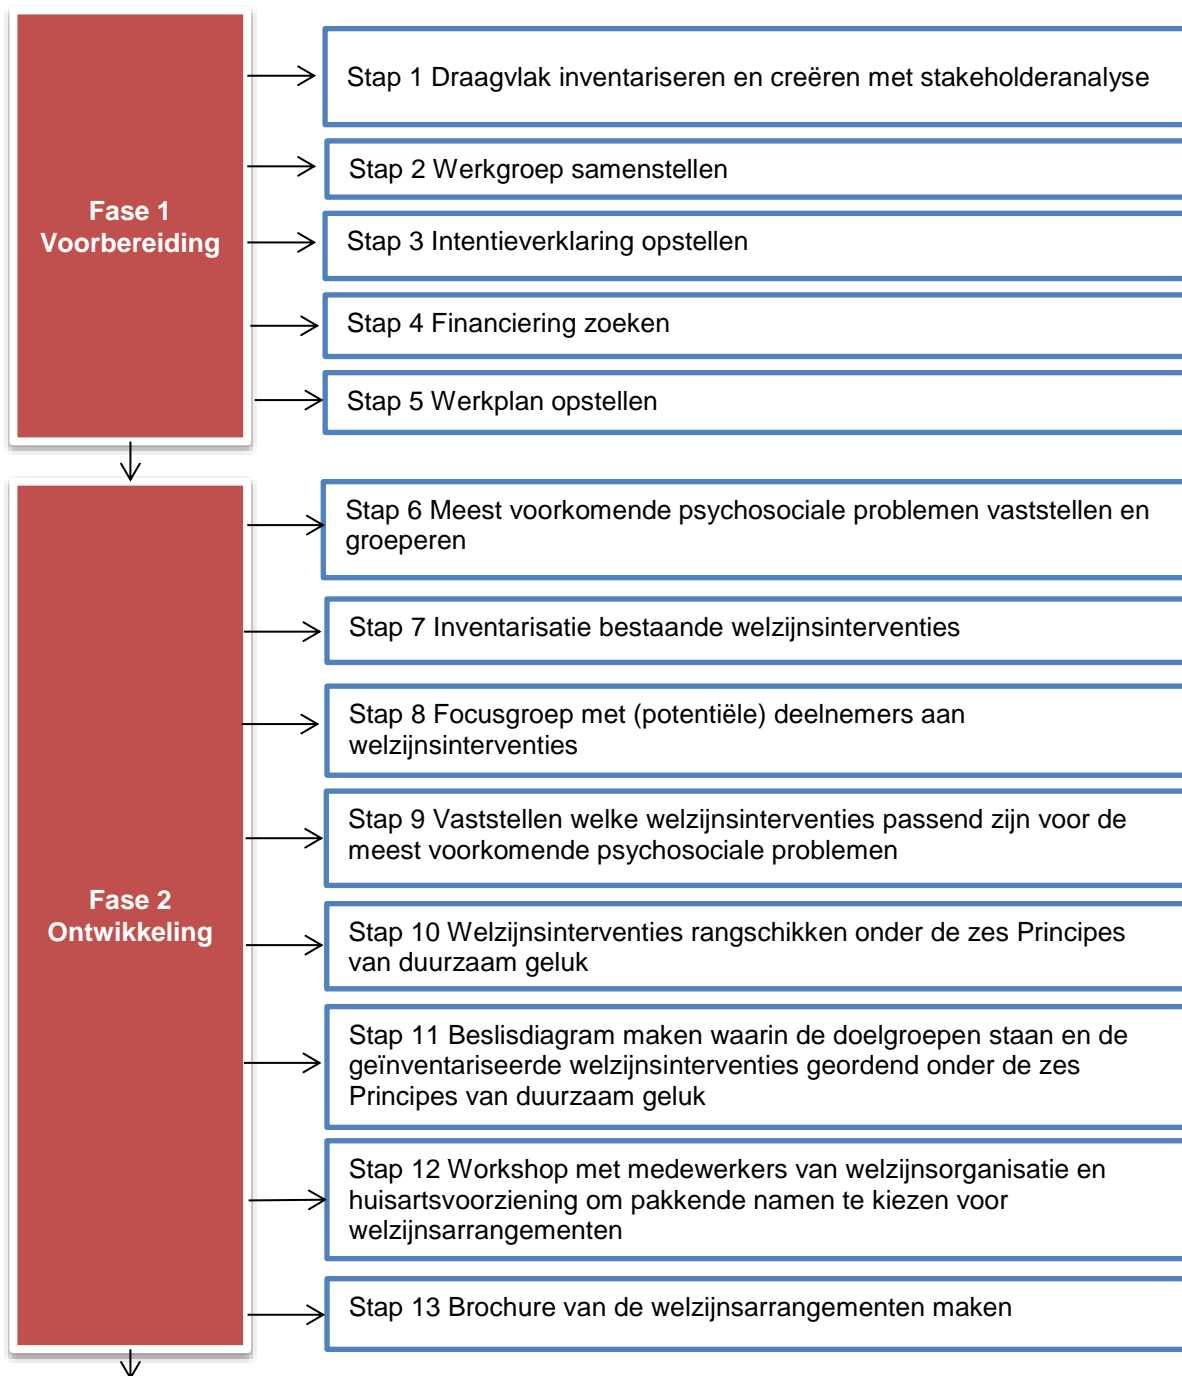 Fase 1
Voorbereiding
Stap 1 Draagvlak inventariseren en creëren met stakeholderanalyse
Stap 2 Werkgroep samenstellen
Stap 3 Intentieverklaring opstellen
Stap 4 Financiering zoeken
Stap 5 Werkplan opstellen
Fase 2
Ontwikkeling
Stap 6 Meest voorkomende psychosociale problemen vaststellen en
groeperen
Stap 7 Inventarisatie bestaande welzijnsinterventies
Stap 8 Focusgroep met (potentiële) deelnemers aan
welzijnsinterventies
Stap 9 Vaststellen welke welzijnsinterventies passend zijn voor de
meest voorkomende psychosociale problemen
Stap 10 Welzijnsinterventies rangschikken onder de zes Principes
van duurzaam geluk
Stap 11 Beslisdiagram maken waarin de doelgroepen staan en de
geïnventariseerde welzijnsinterventies geordend onder de zes
Principes van duurzaam geluk
Stap 12 Workshop met medewerkers van welzijnsorganisatie en
huisartsvoorziening om pakkende namen te kiezen voor
welzijnsarrangementen
Stap 13 Brochure van de welzijnsarrangementen maken